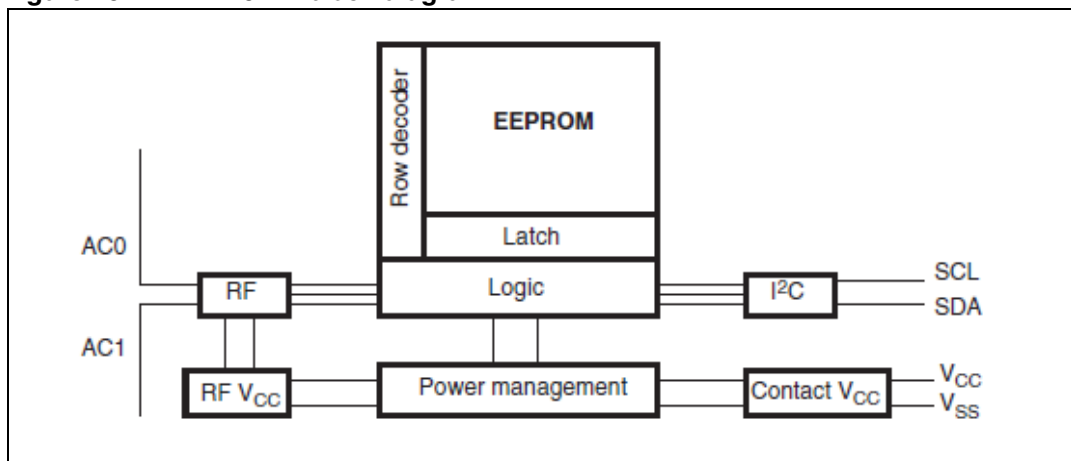 Row decoder
EEPROM
Latch
AC0
RF
Logic
I²C
SCL
SDA
AC1
RF VCC
Power management
Contact VCC
VCC
VSS